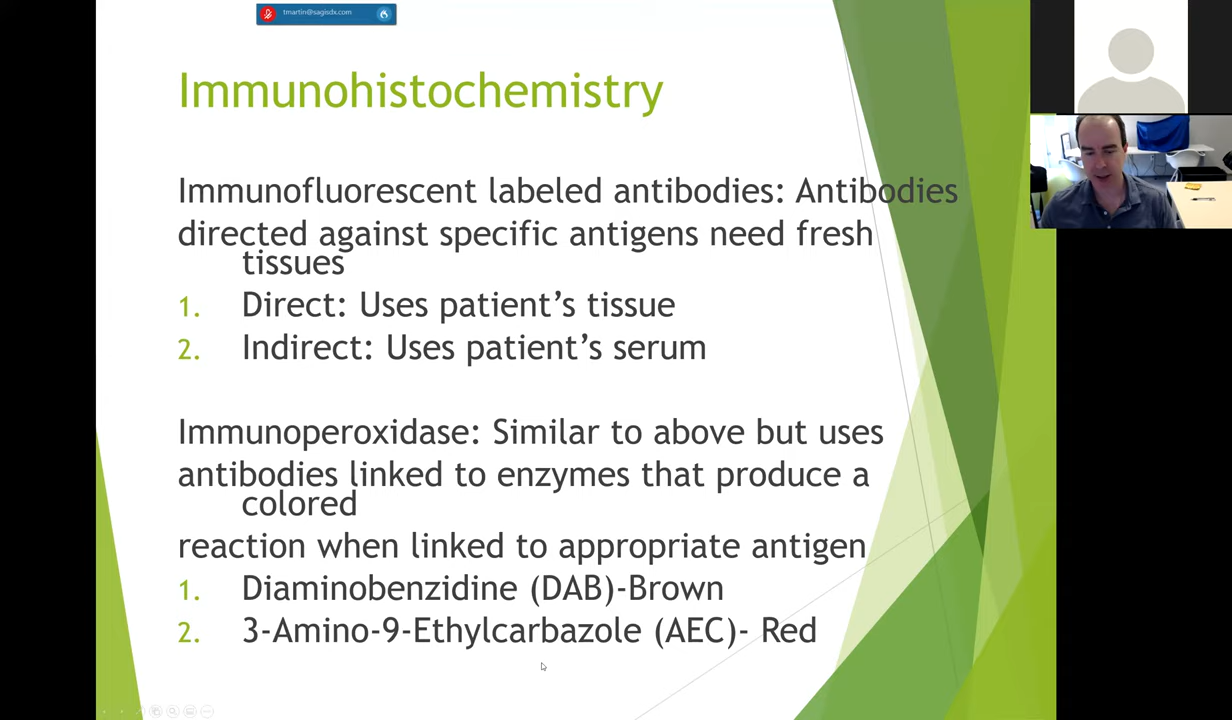 tmartin@sagisdx.com
Immunohistochemistry
Immunofluorescent labeled antibodies: Antibodies
directed against specific antigens need fresh
tissues
1. Direct: Uses patient’s tissue
2. Indirect: Uses patient’s serum
Immunoperoxidase: Similar to above but uses
antibodies linked to enzymes that produce a
colored
reaction when linked to appropriate antigen
1. Diaminobenzidine (DAB)-Brown
2. 3-Amino-9-Ethylcarbazole (AEC)- Red